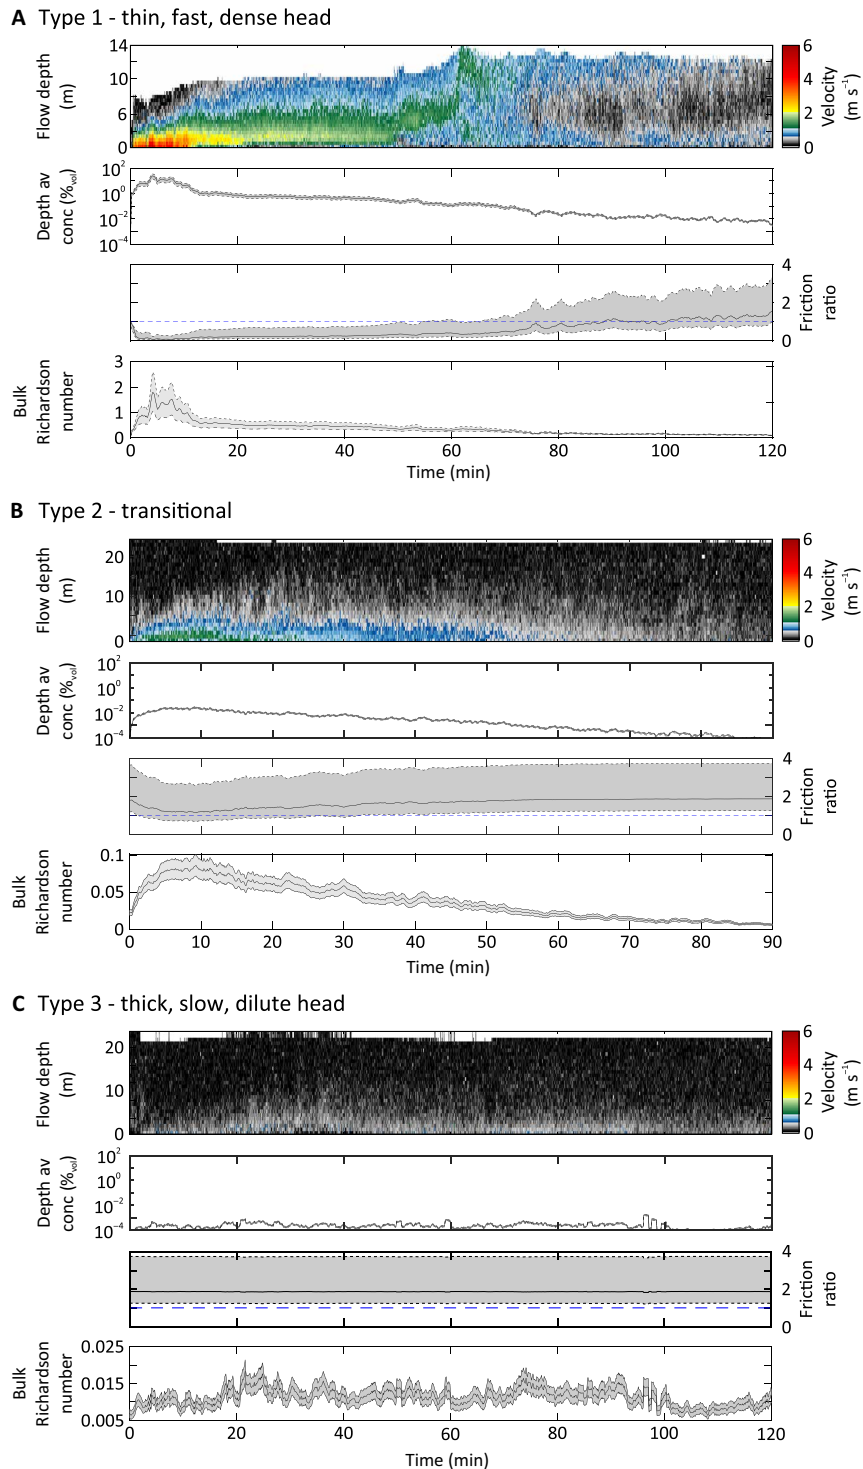 A Type 1 - thin, fast, dense head
14
10
6
0
Flow depth
(m)
6
4
2
0
Velocity
(m s⁻¹)
10²
10⁰
10⁻²
10⁻⁴
Depth av
conc (%vol)
4
2
0
Friction
ratio
3
2
1
0
Bulk
Richardson
number
0 20 40 60 80 100 120
Time (min)
B Type 2 - transitional
20
10
0
Flow depth
(m)
6
4
2
0
Velocity
(m s⁻¹)
10²
10⁰
10⁻²
10⁻⁴
Depth av
conc (%vol)
4
2
0
Friction
ratio
0.1
0.05
0
Bulk
Richardson
number
0 10 20 30 40 50 60 70 80 90
Time (min)
C Type 3 - thick, slow, dilute head
20
10
0
Flow depth
(m)
6
4
2
0
Velocity
(m s⁻¹)
10²
10⁰
10⁻²
10⁻⁴
Depth av
conc (%vol)
4
2
0
Friction
ratio
0.025
0.015
0.005
Bulk
Richardson
number
0 20 40 60 80 100 120
Time (min)